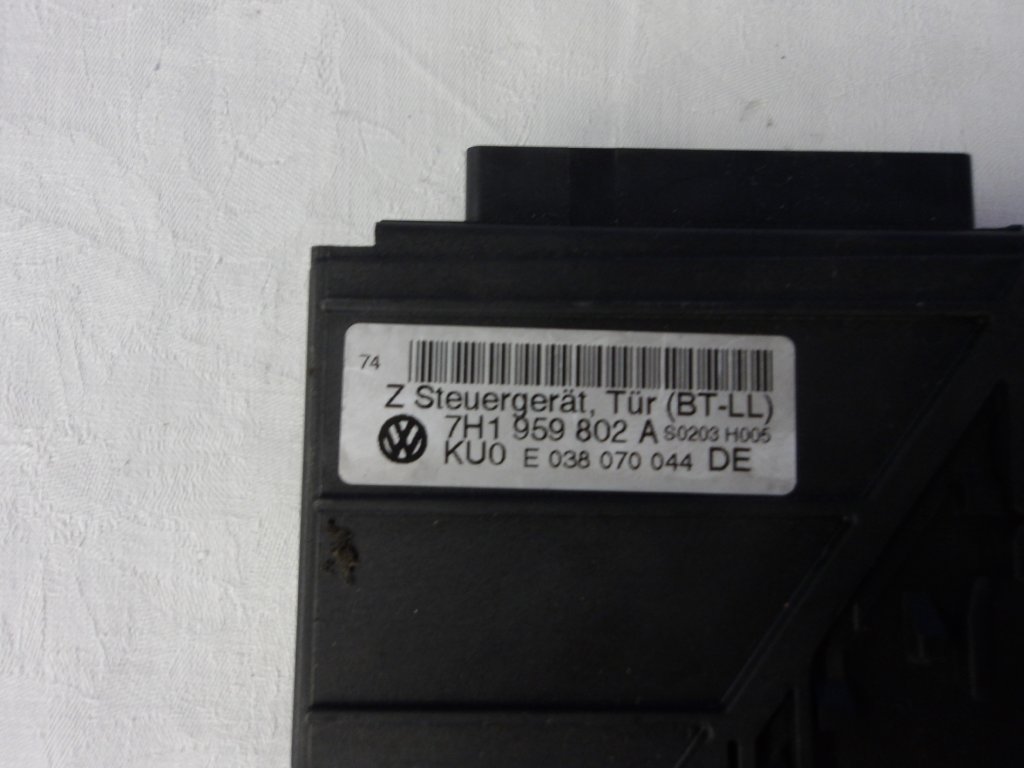 74
Z Steuergerät, Tür (BT-LL)
7H1 959 802 A S0203 H005
KU0 E 038 070 044 DE